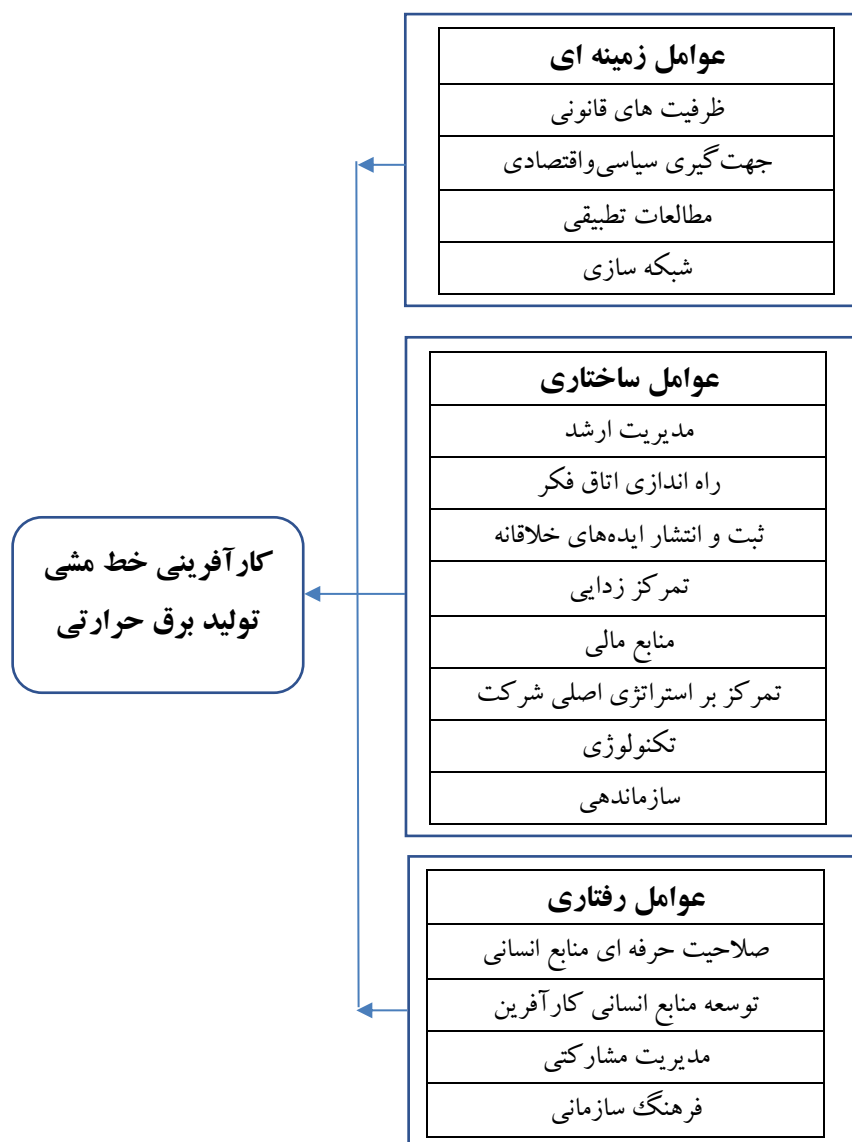 عوامل زمینه ای
ظرفیت های قانونی
جهت‌گیری سیاسی‌واقتصادی
مطالعات تطبیقی
شبکه سازی
عوامل ساختاری
مدیریت ارشد
راه اندازی اتاق فکر
ثبت و انتشار ایده‌های خلاقانه
تمرکز زدایی
منابع مالی
تمرکز بر استراتژی اصلی شرکت
تکنولوژی
سازماندهی
عوامل رفتاری
صلاحیت حرفه ای منابع انسانی
توسعه منابع انسانی کارآفرین
مدیریت مشارکتی
فرهنگ سازمانی
کارآفرینی خط مشی
تولید برق حرارتی